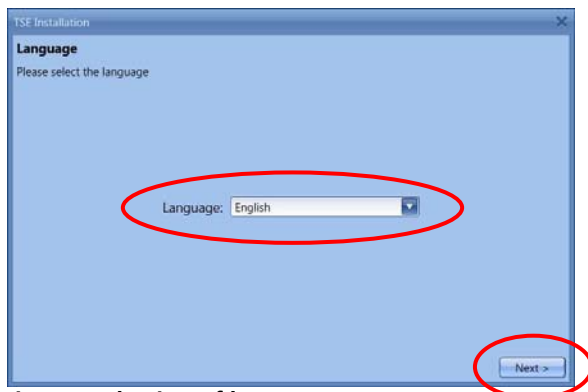 TSE Installation
Language
Please select the language
Language: English
Next >